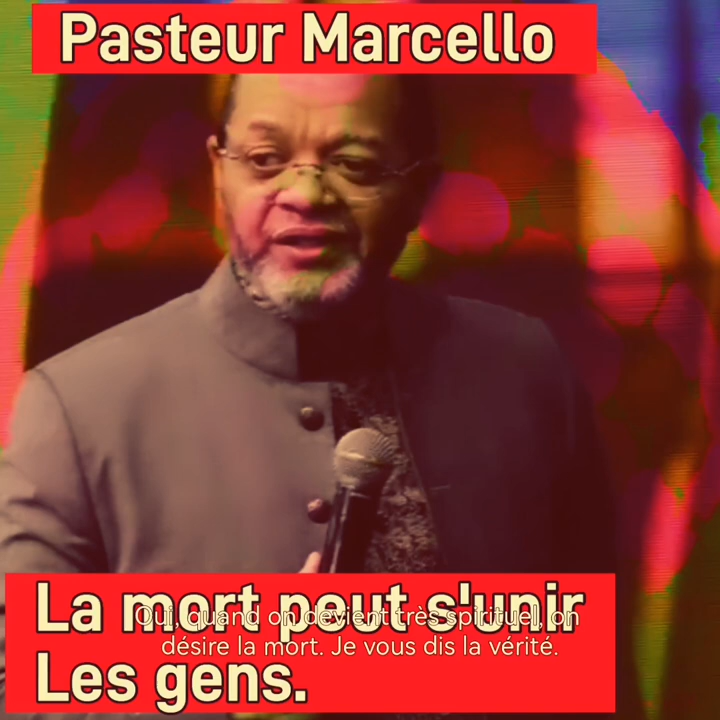 Pasteur Marcello
La mort peut s'unir
Oui, quand on devient très spirituel, on
désire la mort. Je vous dis la vérité.
Les gens.